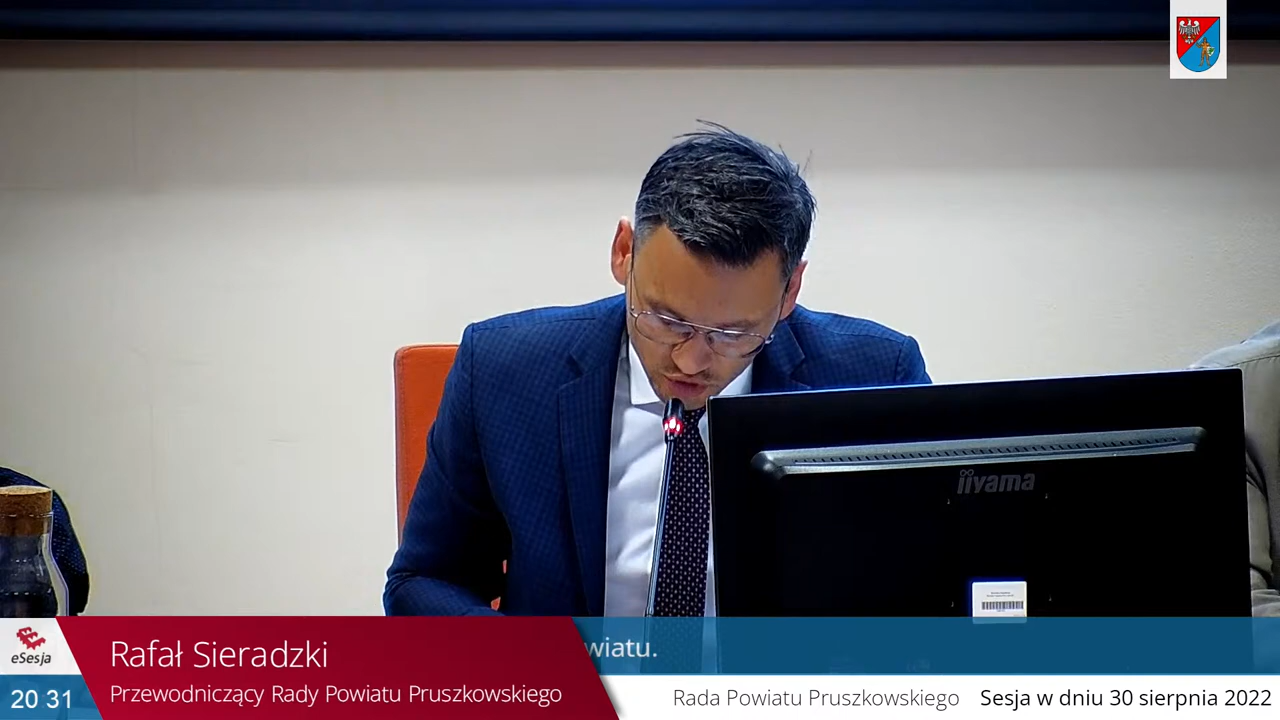 iiyama
Rafał Sieradzki
Przewodniczący Rady Powiatu Pruszkowskiego
wiatu.
eSesja
20 31
Rada Powiatu Pruszkowskiego
Sesja w dniu 30 sierpnia 2022